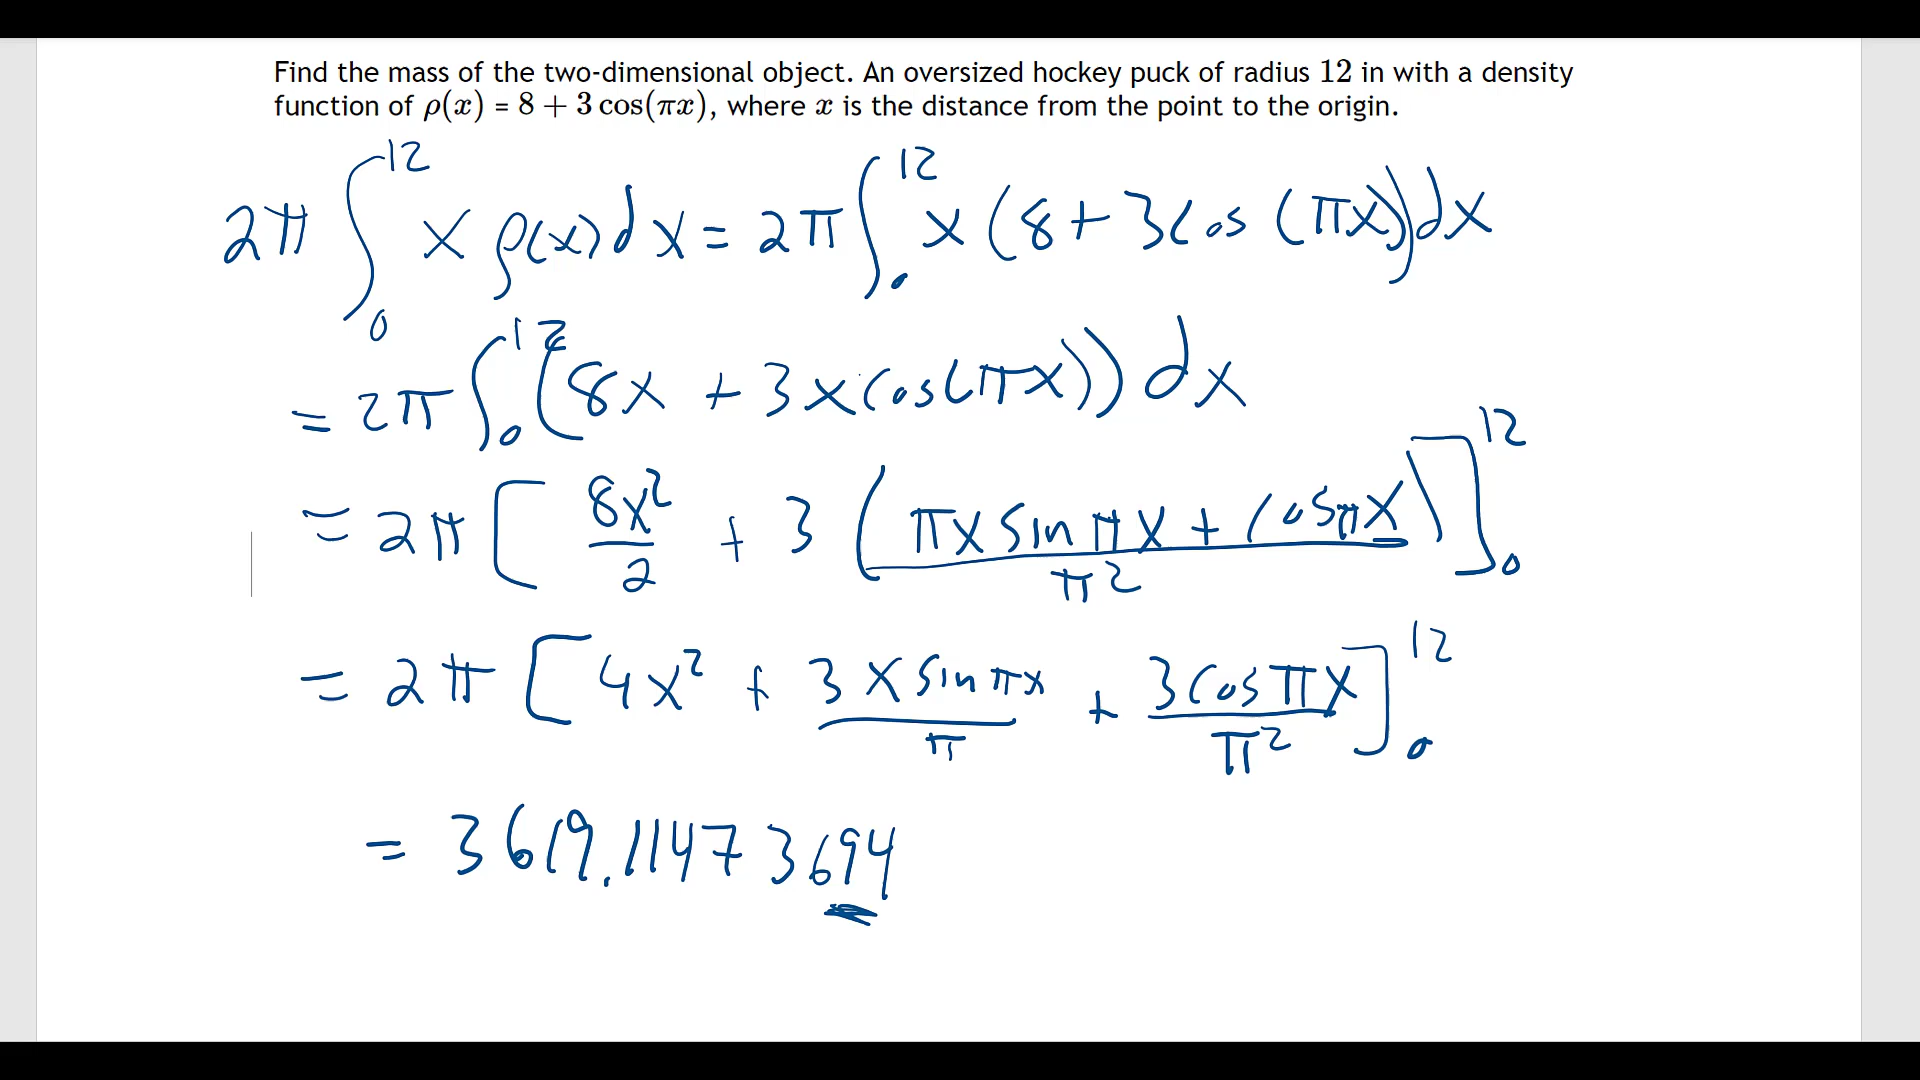 Find the mass of the two-dimensional object. An oversized hockey puck of radius 12 in with a density
function of ρ(x) = 8 + 3 cos(πx), where x is the distance from the point to the origin.
2π ∫₀¹² x ρ(x) dx = 2π ∫₀¹² x (8 + 3cos (πx)) dx
= 2π ∫₀¹² (8x + 3x cos(πx)) dx
= 2π [ 8x²/2 + 3 ( (πx sin πx + cos πx)/π² ) ]₀¹²
= 2π [ 4x² + 3x sin πx/π + 3cos πx/π² ]₀¹²
= 3619.11473694